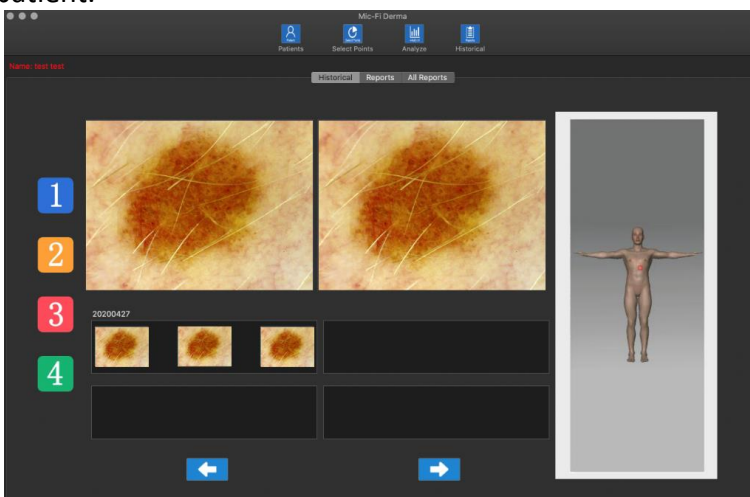 patient.
Mic-Fi Derma
Patients
Select Points
Analyze
Historical
Name: test test
Historical Reports All Reports
1
2
3
4
20200427